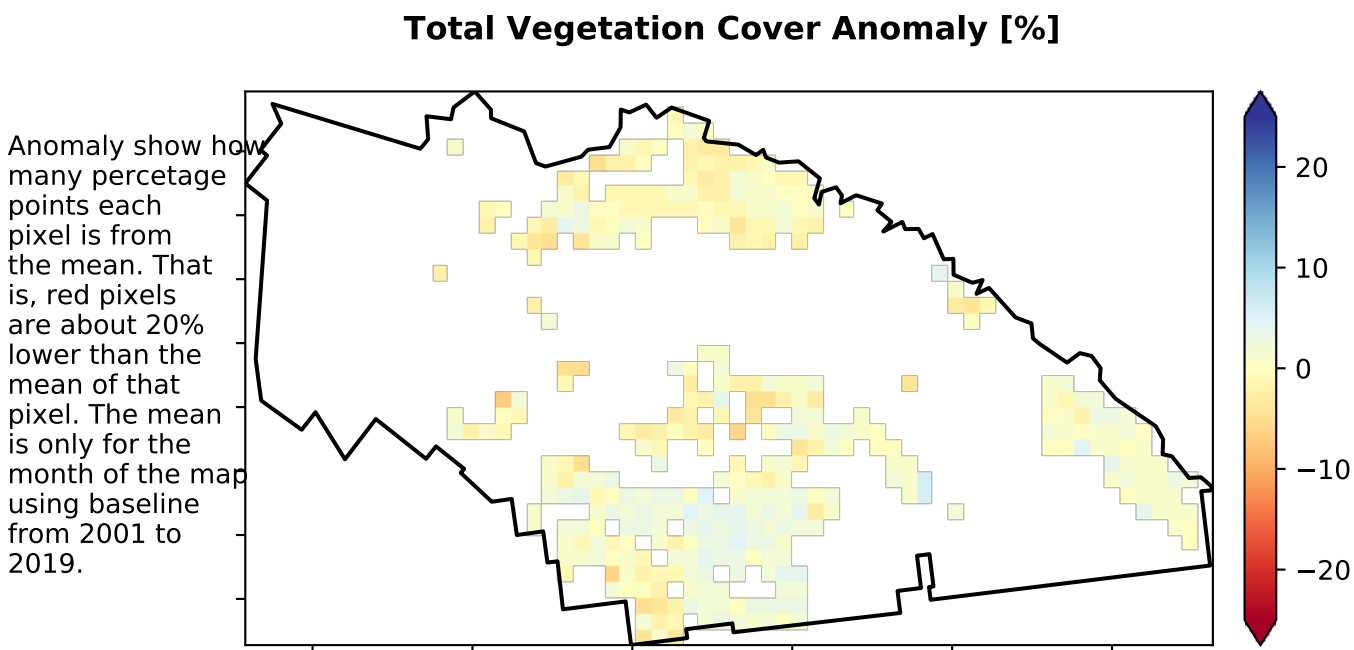 Total Vegetation Cover Anomaly [%]
Anomaly show how
many percetage
points each
pixel is from
the mean. That
is, red pixels
are about 20%
lower than the
mean of that
pixel. The mean
is only for the
month of the map
using baseline
from 2001 to
2019.
20
10
0
−10
−20